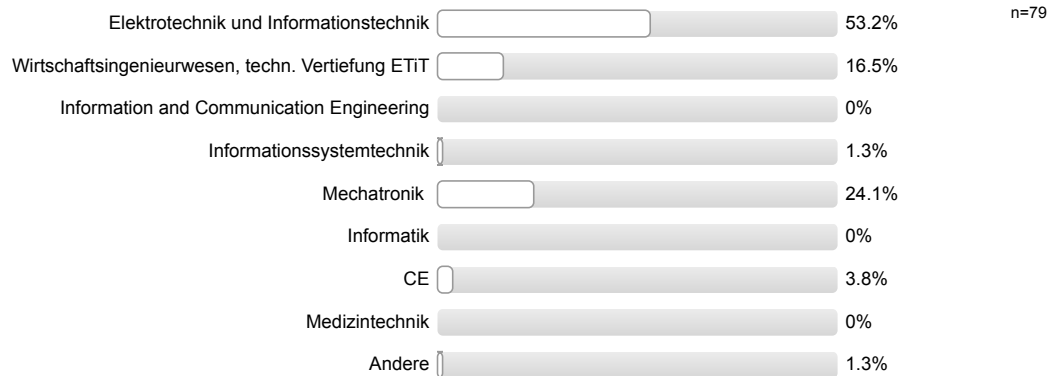 Elektrotechnik und Informationstechnik 53.2% n=79
Wirtschaftsingenieurwesen, techn. Vertiefung ETiT 16.5%
Information and Communication Engineering 0%
Informationssystemtechnik 1.3%
Mechatronik 24.1%
Informatik 0%
CE 3.8%
Medizintechnik 0%
Andere 1.3%